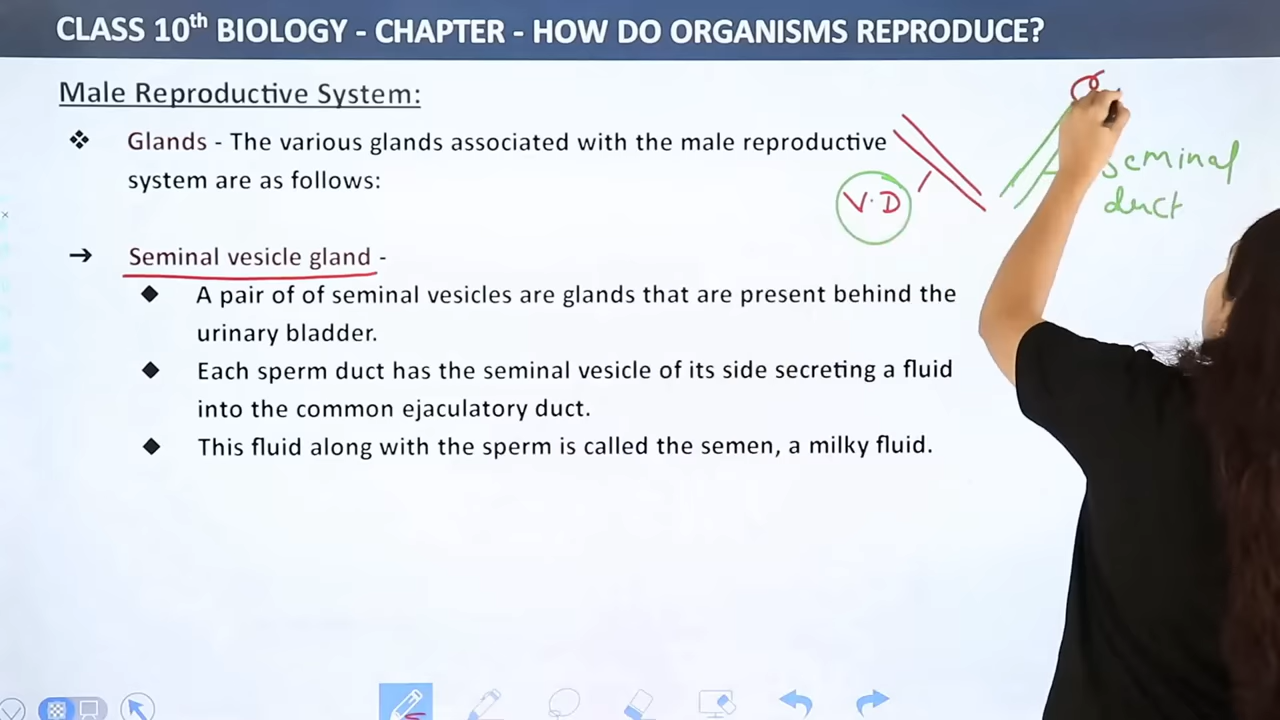 CLASS 10th BIOLOGY - CHAPTER - HOW DO ORGANISMS REPRODUCE?
Male Reproductive System:
❖ Glands - The various glands associated with the male reproductive
system are as follows:
V.D
seminal
duct
➔ Seminal vesicle gland -
◆ A pair of of seminal vesicles are glands that are present behind the
urinary bladder.
◆ Each sperm duct has the seminal vesicle of its side secreting a fluid
into the common ejaculatory duct.
◆ This fluid along with the sperm is called the semen, a milky fluid.